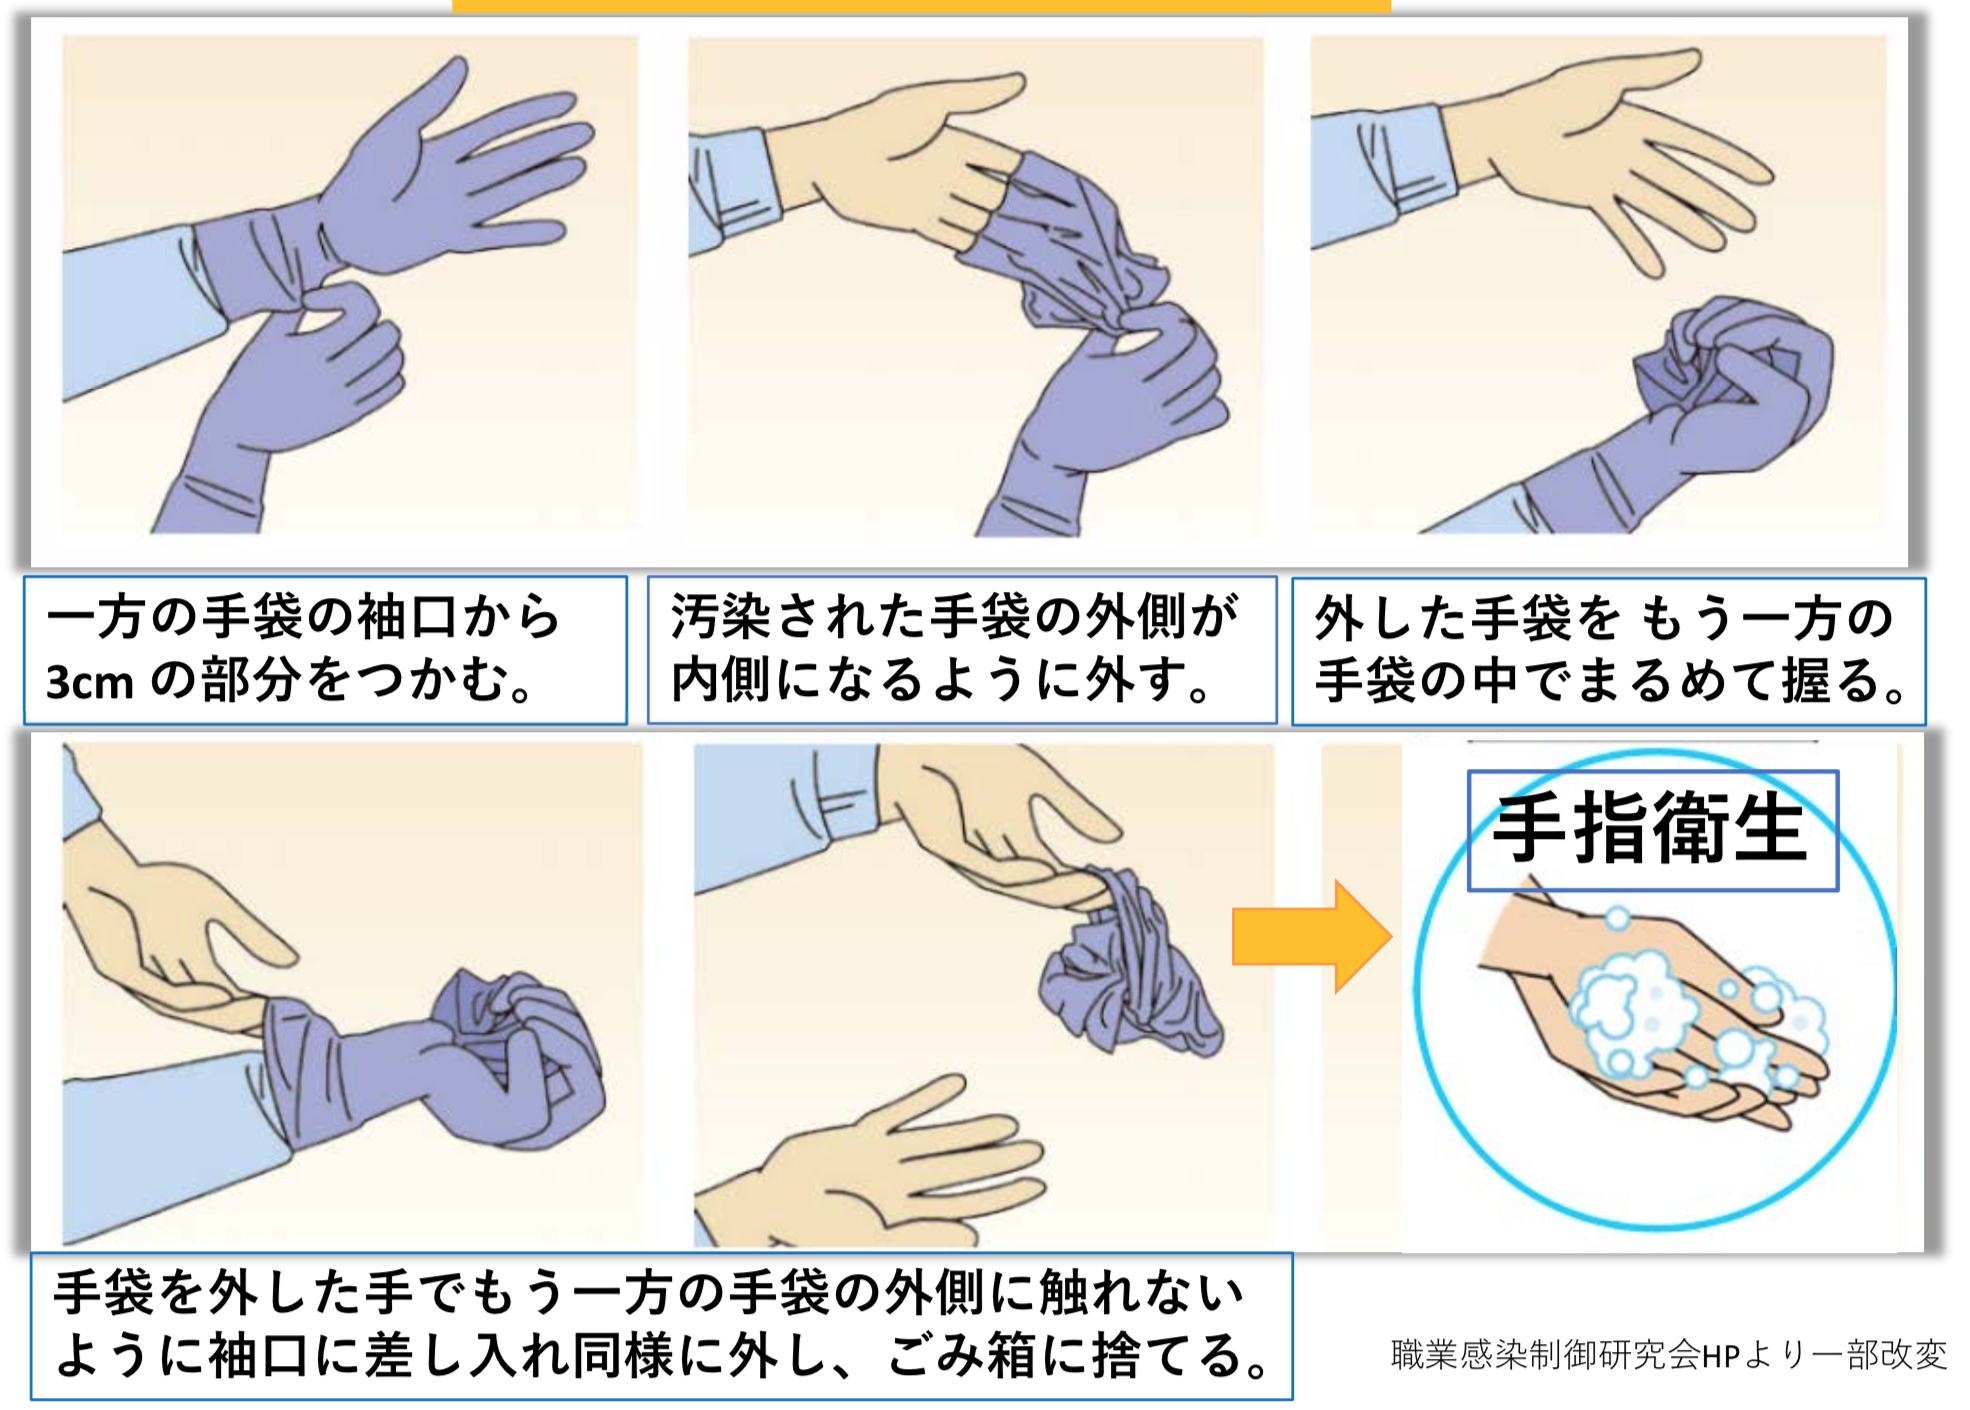 一方の手袋の袖口から
3cm の部分をつかむ。
汚染された手袋の外側が
内側になるように外す。
外した手袋を もう一方の
手袋の中でまるめて握る。
手指衛生
手袋を外した手でもう一方の手袋の外側に触れない
ように袖口に差し入れ同様に外し、ごみ箱に捨てる。
職業感染制御研究会HPより一部改変